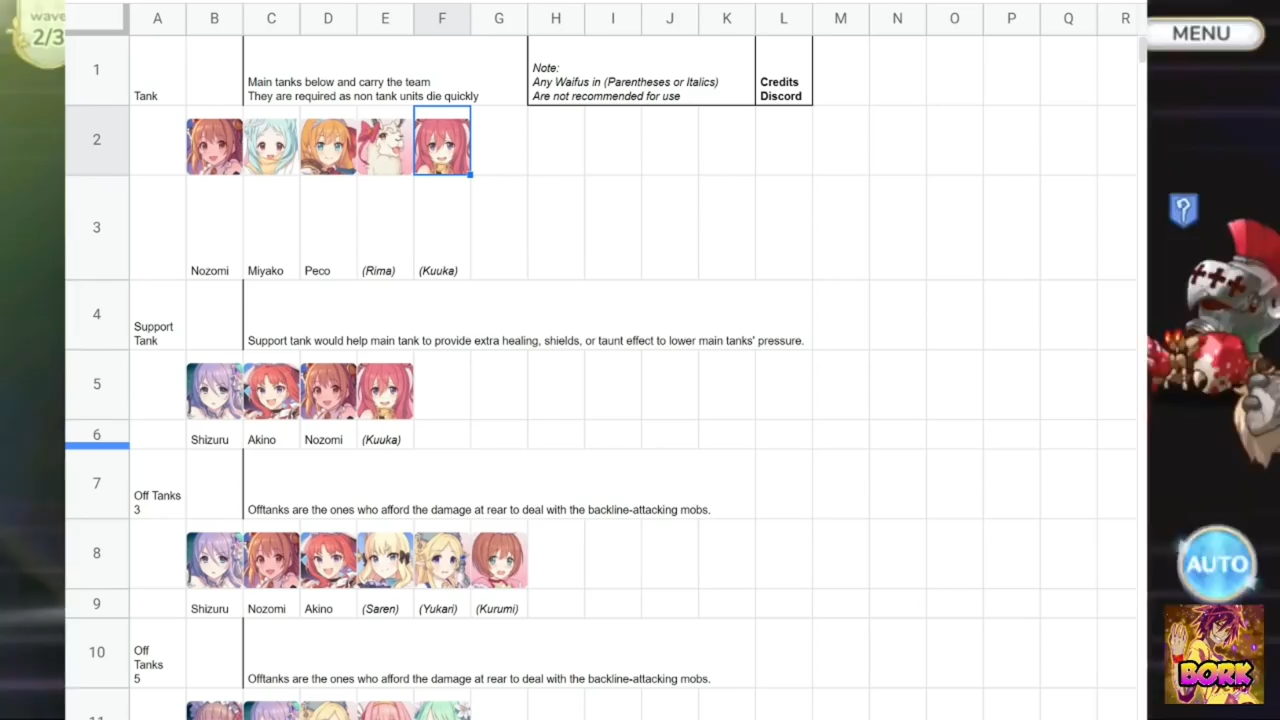 wave
2/3
A B C D E F G H I J K L M N O P Q R
MENU
1
Tank
Main tanks below and carry the team
They are required as non tank units die quickly
Note:
Any Waifus in (Parentheses or Italics)
Are not recommended for use
Credits
Discord
2
3
Nozomi Miyako Peco (Rima) (Kuuka)
4
Support
Tank
Support tank would help main tank to provide extra healing, shields, or taunt effect to lower main tanks' pressure.
5
6
Shizuru Akino Nozomi (Kuuka)
7
Off Tanks
3
Offtanks are the ones who afford the damage at rear to deal with the backline-attacking mobs.
8
9
Shizuru Nozomi Akino (Saren) (Yukari) (Kurumi)
10
Off
Tanks
5
Offtanks are the ones who afford the damage at rear to deal with the backline-attacking mobs.
11
AUTO
BORK